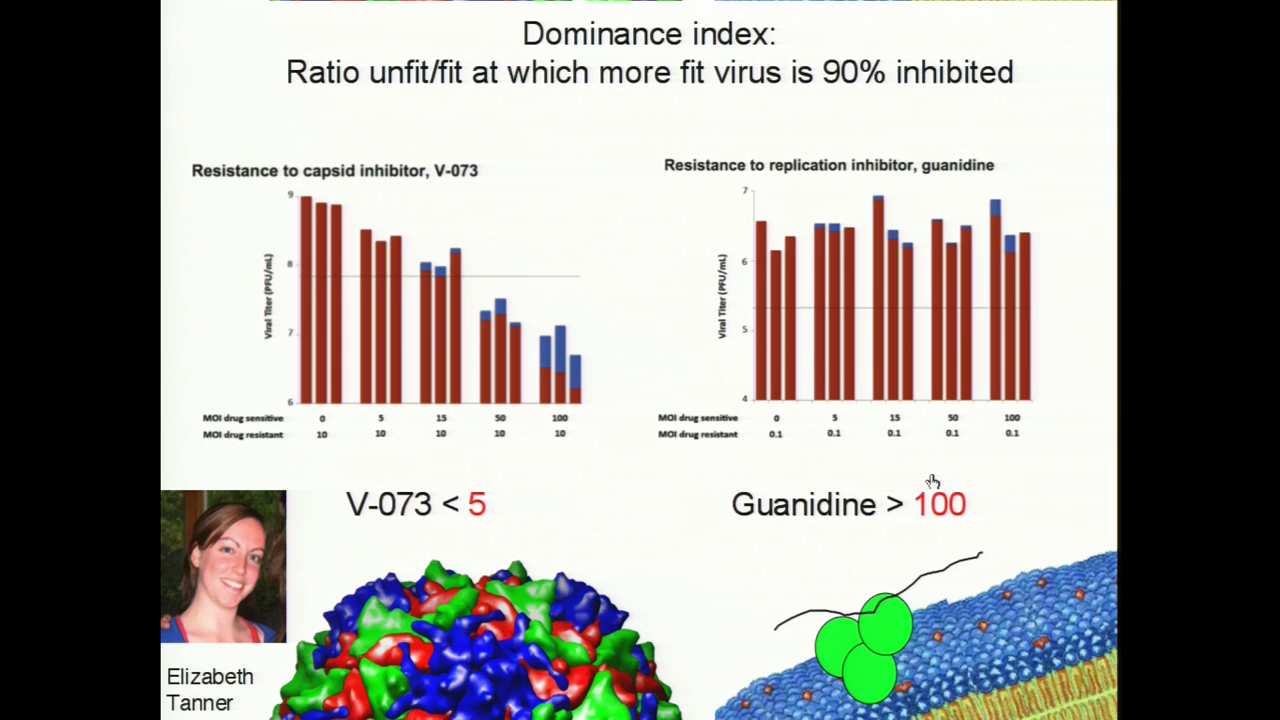 Dominance index:
Ratio unfit/fit at which more fit virus is 90% inhibited
Resistance to capsid inhibitor, V-073
9
8
7
6
Viral Titer (PFU/mL)
MOI drug sensitive 0 5 15 50 100
MOI drug resistant 10 10 10 10 10
Resistance to replication inhibitor, guanidine
7
6
5
4
Viral Titer (PFU/mL)
MOI drug sensitive 0 5 15 50 100
MOI drug resistant 0.1 0.1 0.1 0.1 0.1
V-073 < 5
Guanidine > 100
Elizabeth
Tanner